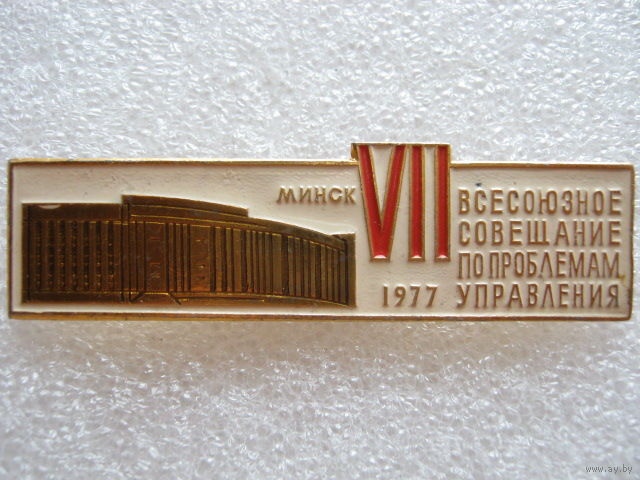 МИНСК
VII
1977
ВСЕСОЮЗНОЕ
СОВЕЩАНИЕ
ПО ПРОБЛЕМАМ
УПРАВЛЕНИЯ
www.ay.by